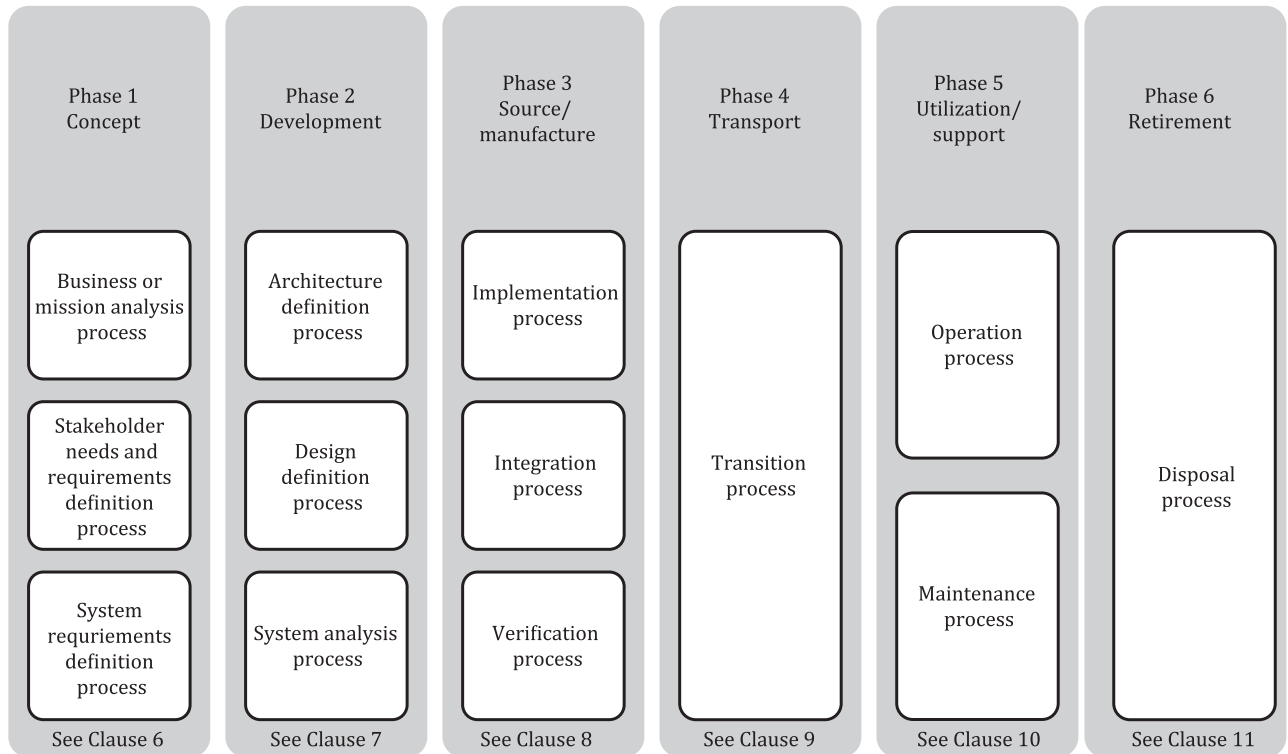 Phase 1
Concept
Business or
mission analysis
process
Stakeholder
needs and
requirements
definition
process
System
requriements
definition
process
See Clause 6
Phase 2
Development
Architecture
definition
process
Design
definition
process
System analysis
process
See Clause 7
Phase 3
Source/
manufacture
Implementation
process
Integration
process
Verification
process
See Clause 8
Phase 4
Transport
Transition
process
See Clause 9
Phase 5
Utilization/
support
Operation
process
Maintenance
process
See Clause 10
Phase 6
Retirement
Disposal
process
See Clause 11